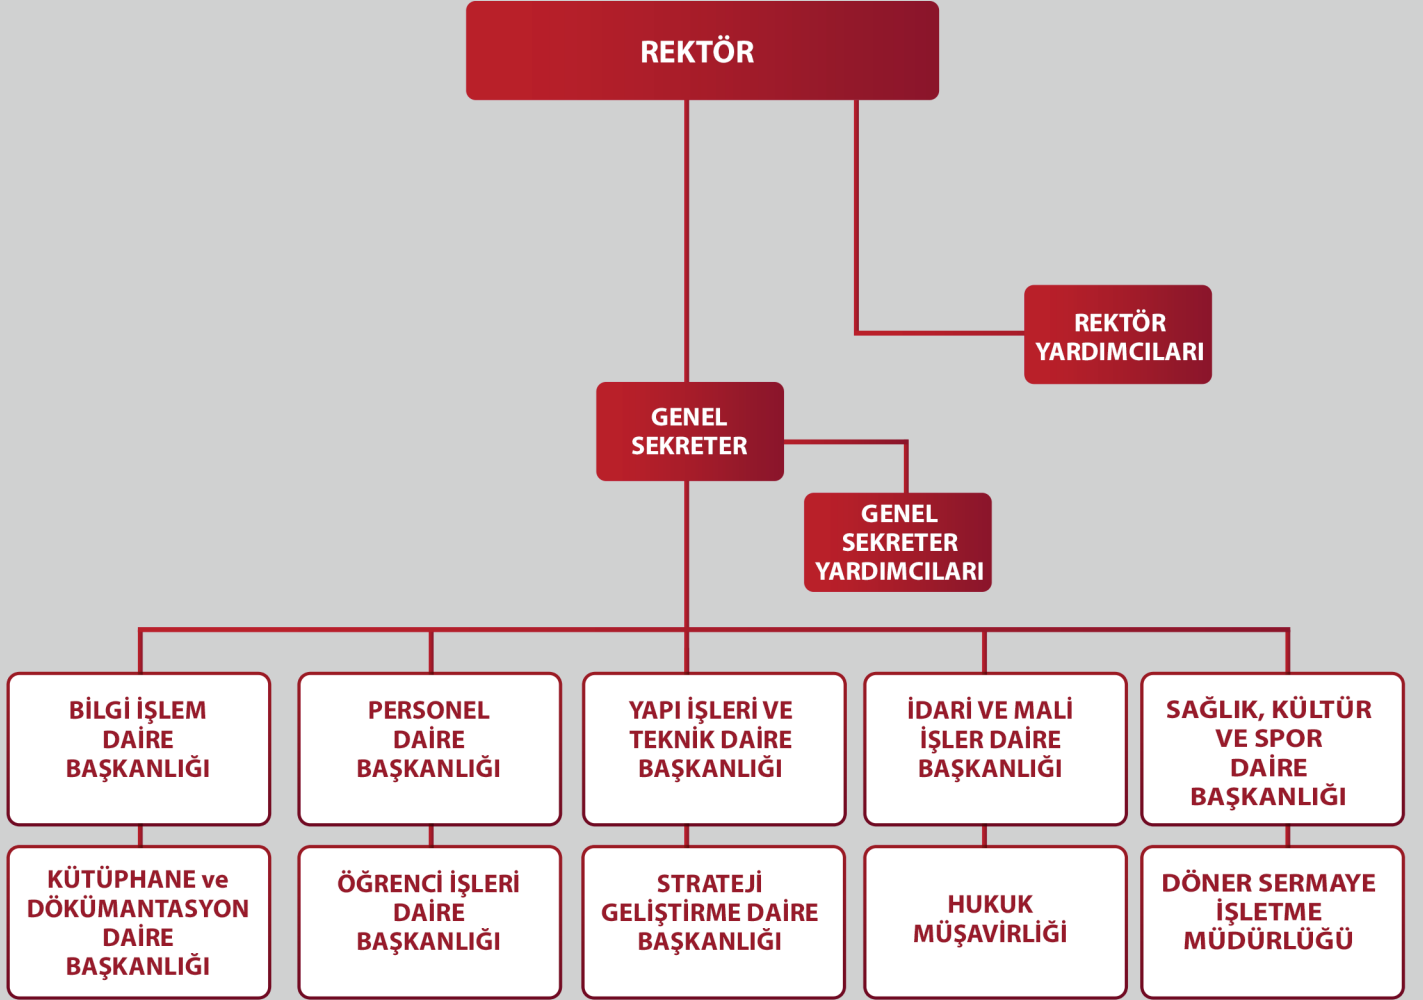 REKTÖR
REKTÖR
YARDIMCILARI
GENEL
SEKRETER
GENEL
SEKRETER
YARDIMCILARI
BİLGİ İŞLEM
DAİRE
BAŞKANLIĞI
PERSONEL
DAİRE
BAŞKANLIĞI
YAPI İŞLERİ VE
TEKNİK DAİRE
BAŞKANLIĞI
İDARİ VE MALİ
İŞLER DAİRE
BAŞKANLIĞI
SAĞLIK, KÜLTÜR
VE SPOR
DAİRE
BAŞKANLIĞI
KÜTÜPHANE ve
DÖKÜMANTASYON
DAİRE
BAŞKANLIĞI
ÖĞRENCİ İŞLERİ
DAİRE
BAŞKANLIĞI
STRATEJİ
GELİŞTİRME DAİRE
BAŞKANLIĞI
HUKUK
MÜŞAVİRLİĞİ
DÖNER SERMAYE
İŞLETME
MÜDÜRLÜĞÜ